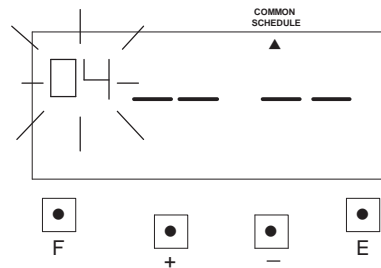 COMMON
SCHEDULE
04 -- --
F + − E